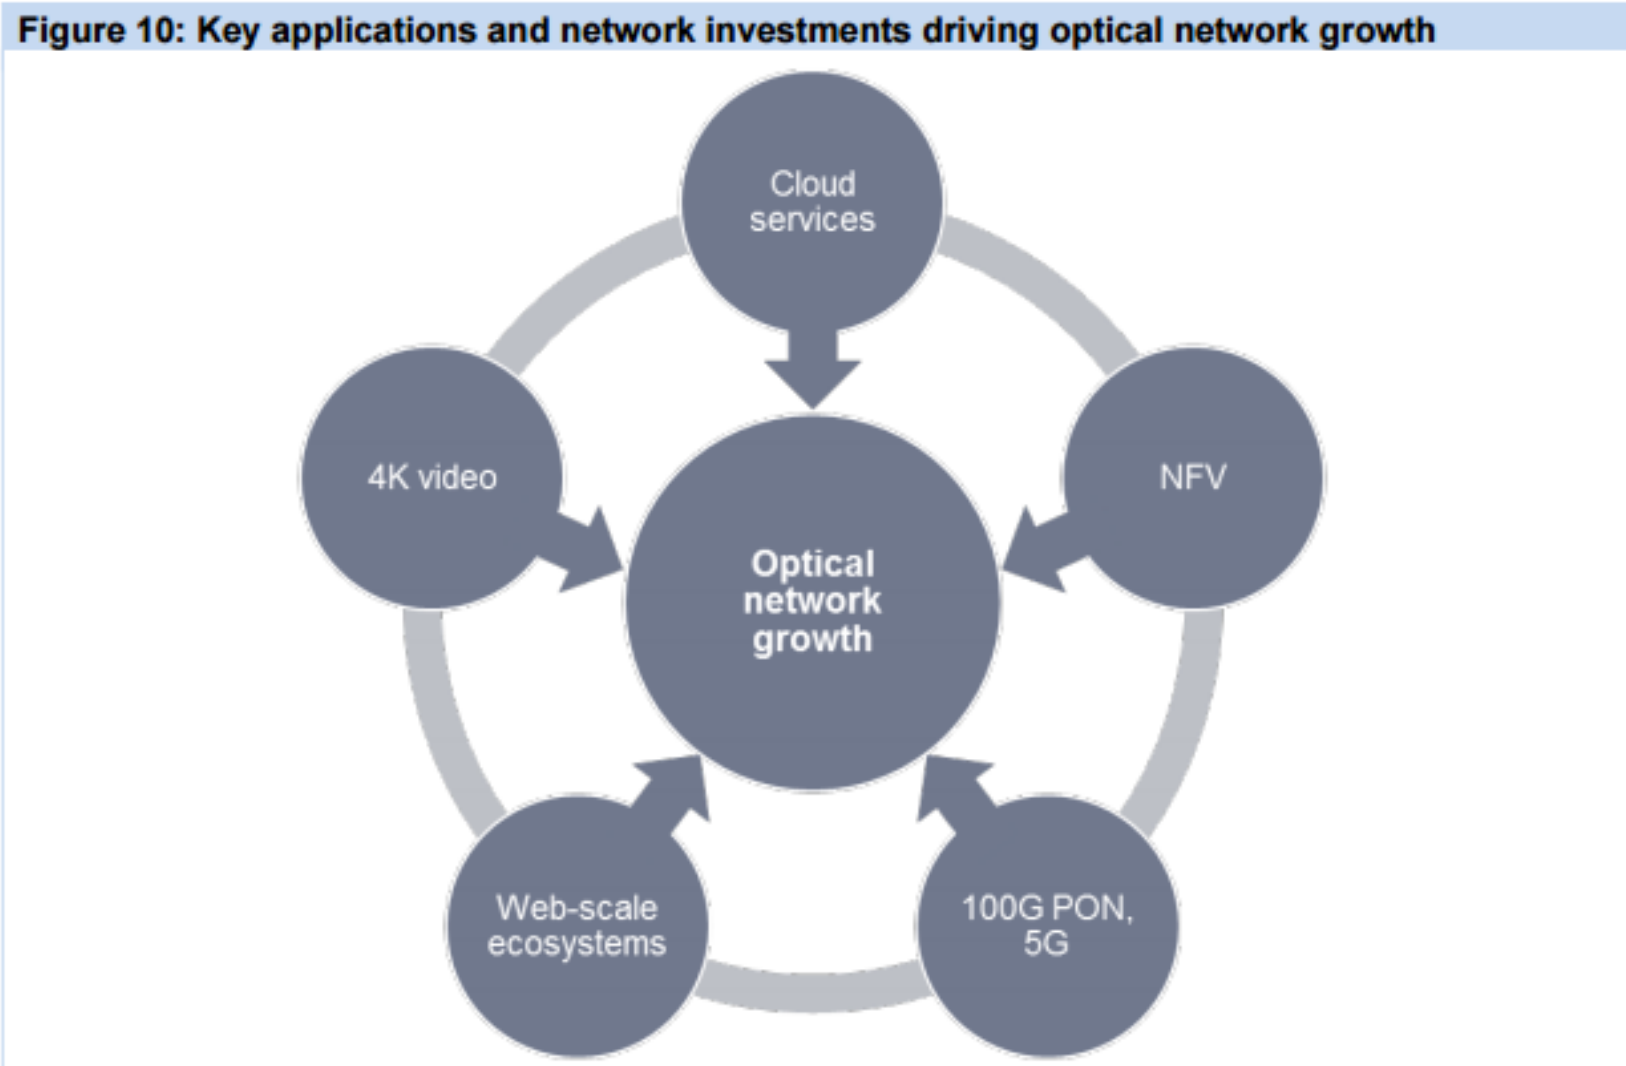 Figure 10: Key applications and network investments driving optical network growth
Cloud
services
4K video
NFV
Optical
network
growth
Web-scale
ecosystems
100G PON,
5G